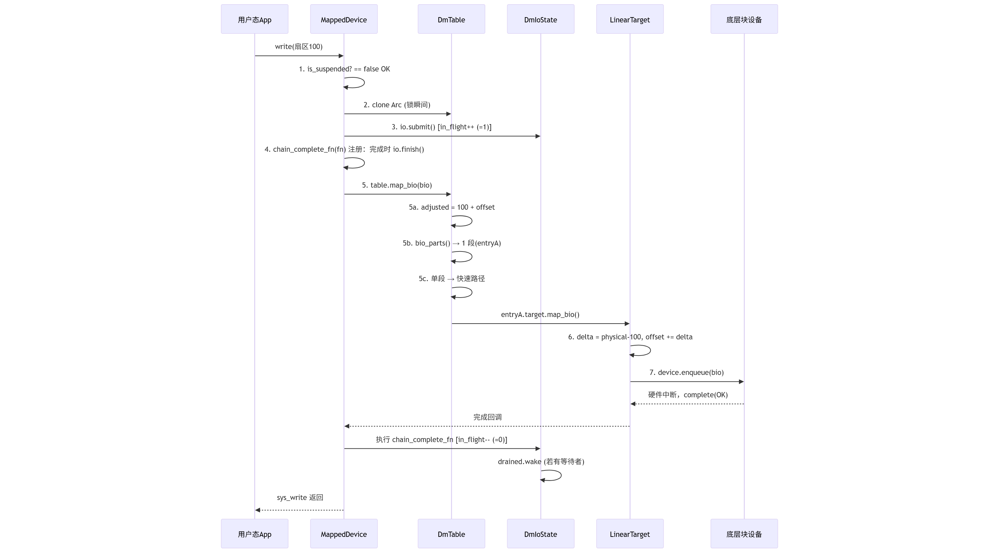 用户态App
MappedDevice
DmTable
DmIoState
LinearTarget
底层块设备
write(扇区100)
1. is_suspended? == false OK
2. clone Arc (锁瞬间)
3. io.submit() [in_flight++ (=1)]
4. chain_complete_fn(fn) 注册：完成时 io.finish()
5. table.map_bio(bio)
5a. adjusted = 100 + offset
5b. bio_parts() → 1 段(entryA)
5c. 单段 → 快速路径
entryA.target.map_bio()
6. delta = physical-100, offset += delta
7. device.enqueue(bio)
硬件中断，complete(OK)
完成回调
执行 chain_complete_fn [in_flight-- (=0)]
drained.wake (若有等待者)
sys_write 返回
用户态App
MappedDevice
DmTable
DmIoState
LinearTarget
底层块设备